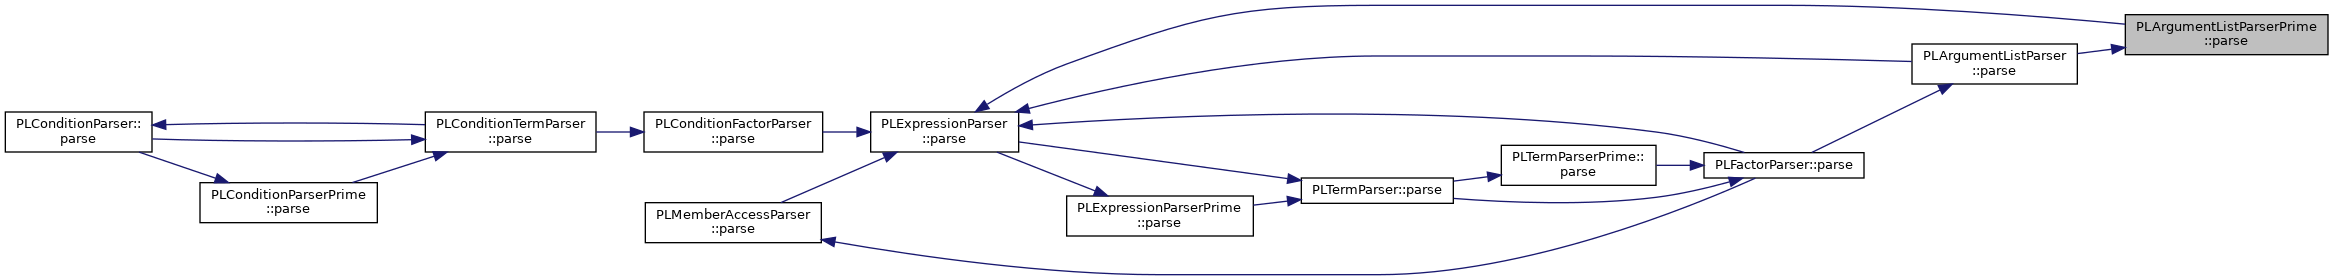 PLArgumentListParserPrime
::parse
PLArgumentListParser
::parse
PLConditionParser::
parse
PLConditionTermParser
::parse
PLConditionFactorParser
::parse
PLExpressionParser
::parse
PLTermParserPrime::
parse
PLFactorParser::parse
PLConditionParserPrime
::parse
PLTermParser::parse
PLExpressionParserPrime
::parse
PLMemberAccessParser
::parse